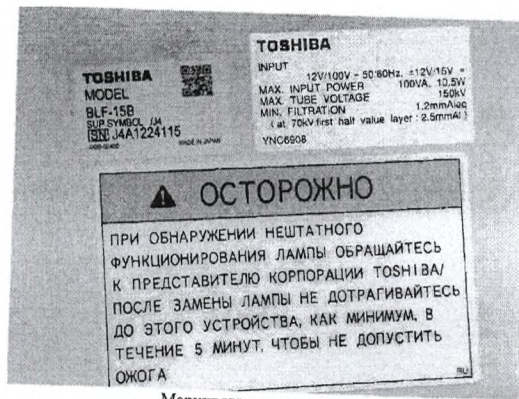 TOSHIBA
MODEL
BLF-15B
SUP.SYMBOL /J4
SN J4A1224115
MADE IN JAPAN
TOSHIBA
INPUT
12V/100V ~ 50/60Hz, ±12V/15V
MAX. INPUT POWER 100VA, 10.5W
MAX. TUBE VOLTAGE 150kV
MIN. FILTRATION 1.2mmAleq
( at 70kV, first half value layer : 2.5mmAl )
YNC6908
ОСТОРОЖНО
ПРИ ОБНАРУЖЕНИИ НЕШТАТНОГО
ФУНКЦИОНИРОВАНИЯ ЛАМПЫ ОБРАЩАЙТЕСЬ
К ПРЕДСТАВИТЕЛЮ КОРПОРАЦИИ TOSHIBA/
ПОСЛЕ ЗАМЕНЫ ЛАМПЫ НЕ ДОТРАГИВАЙТЕСЬ
ДО ЭТОГО УСТРОЙСТВА, КАК МИНИМУМ, В
ТЕЧЕНИЕ 5 МИНУТ, ЧТОБЫ НЕ ДОПУСТИТЬ
ОЖОГА
RU